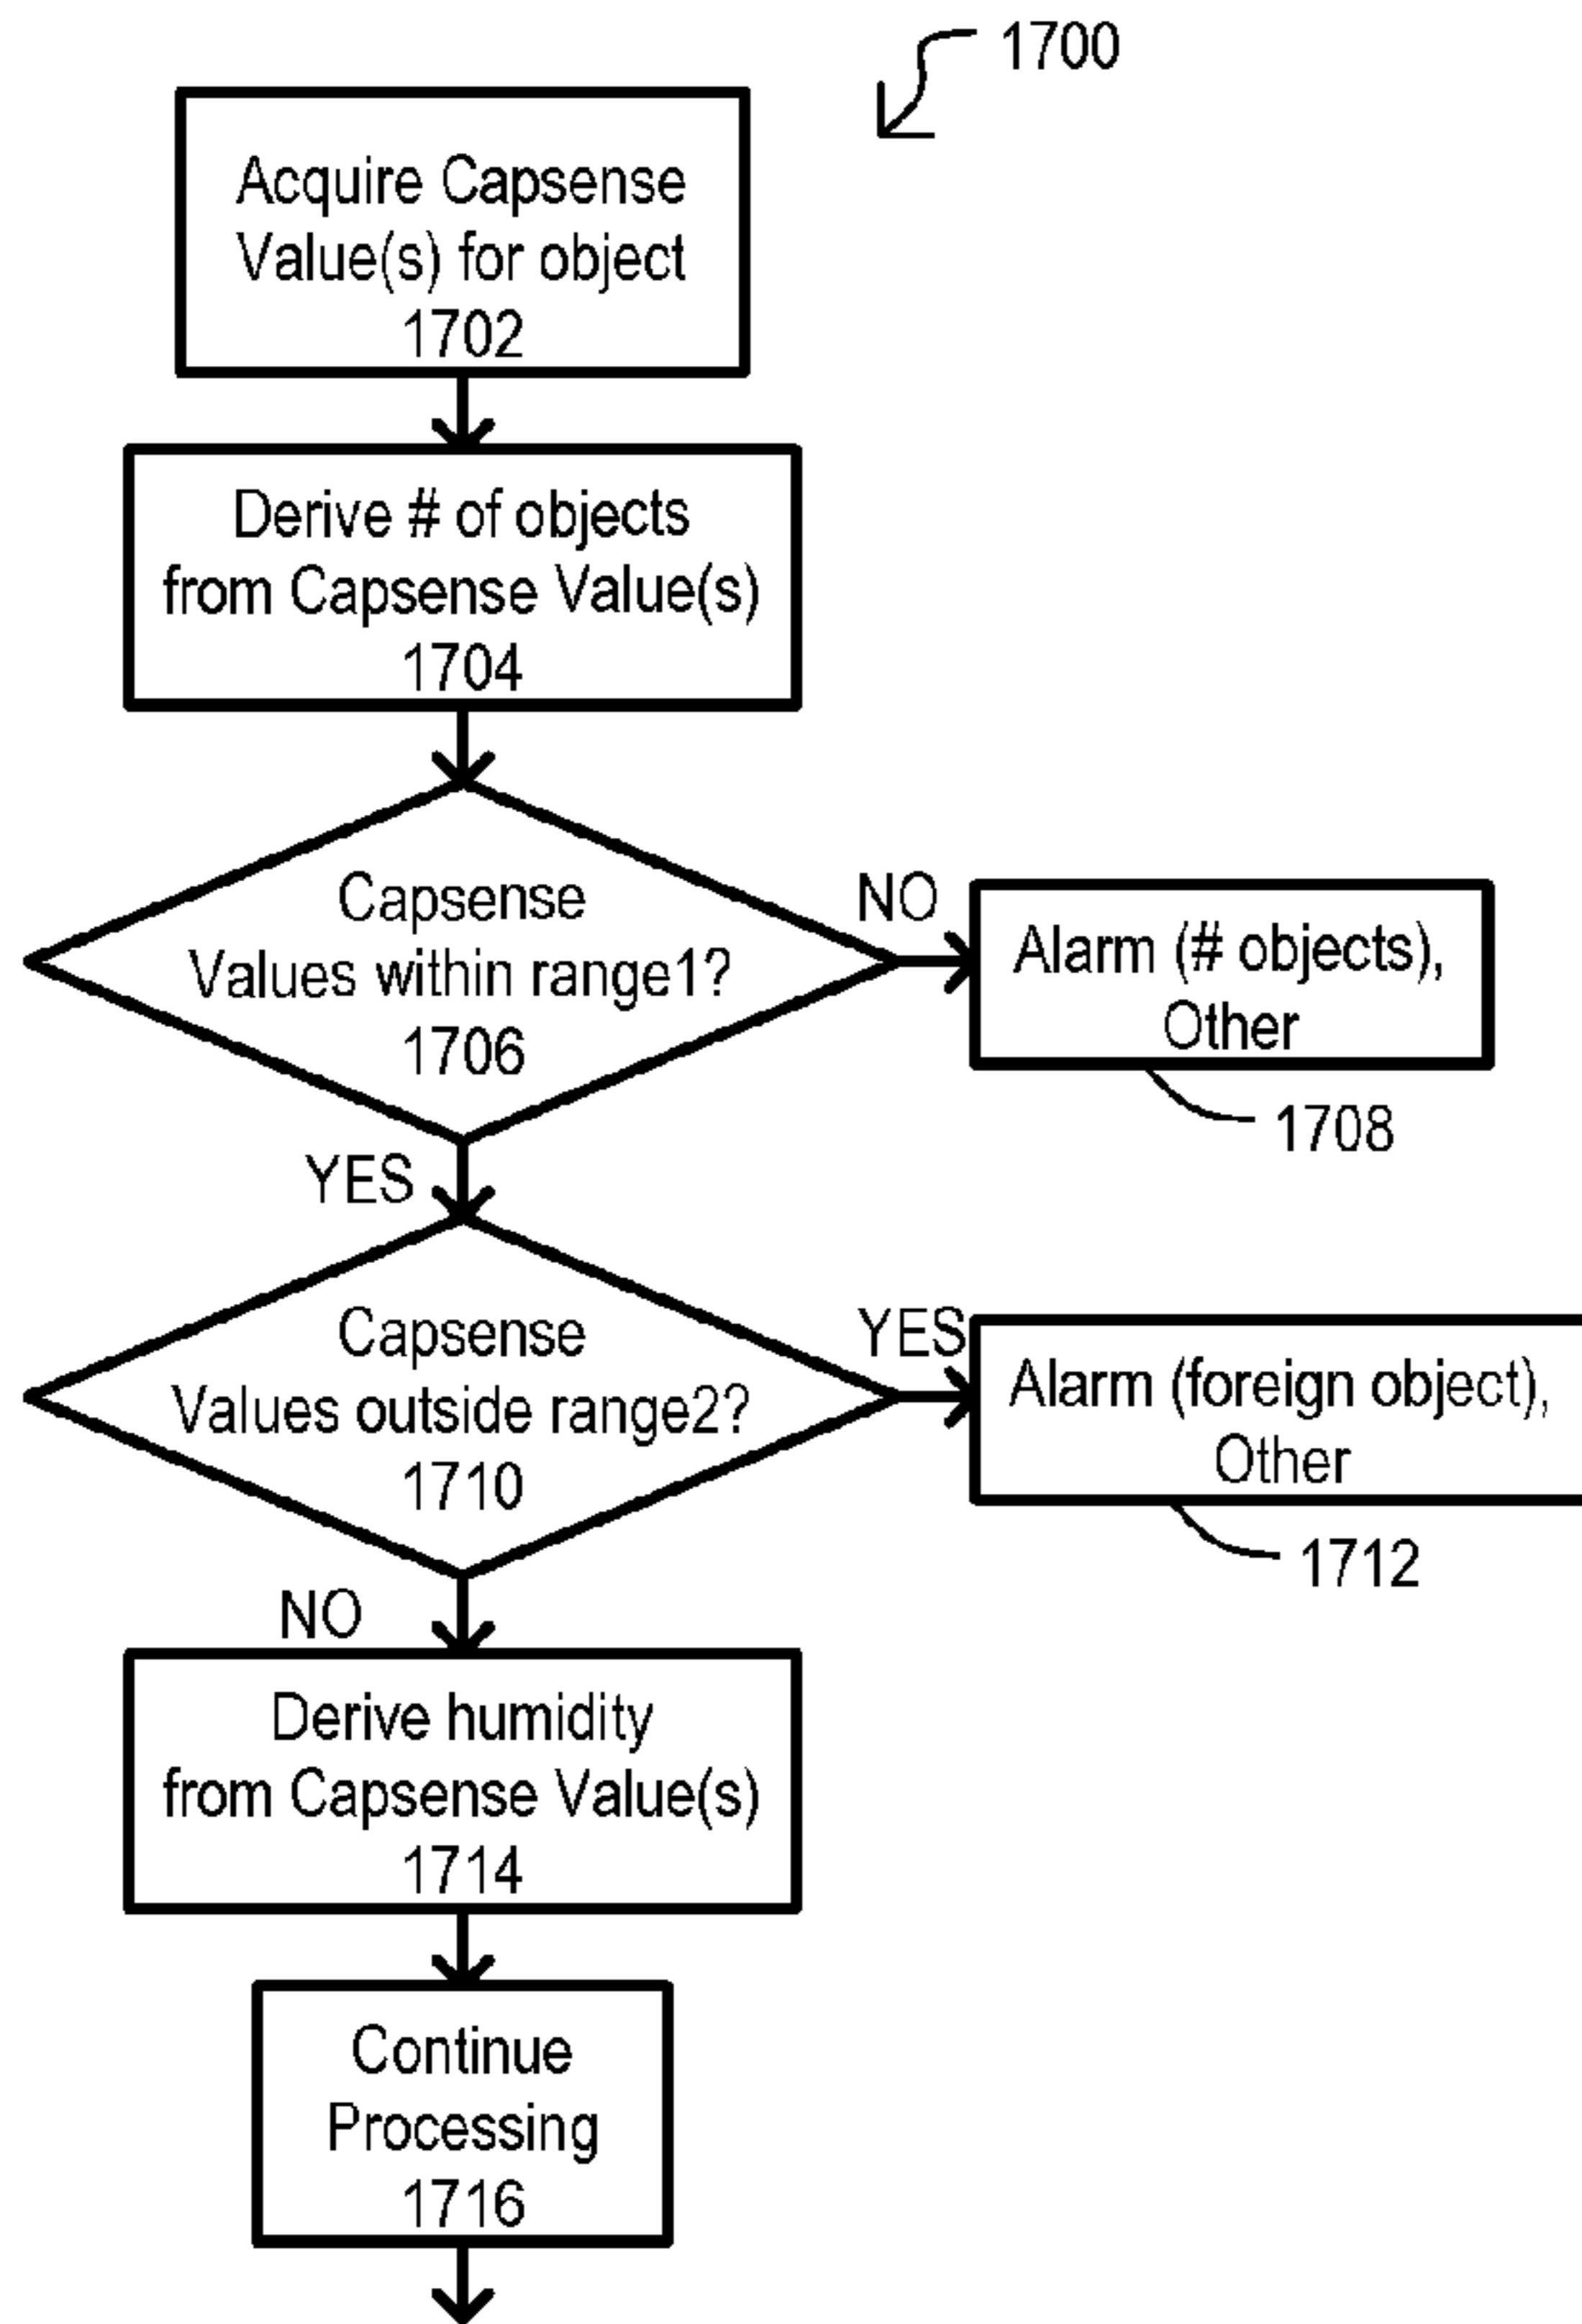 1700
Acquire Capsense
Value(s) for object
1702
Derive # of objects
from Capsense Value(s)
1704
Capsense
Values within range1?
1706
NO
Alarm (# objects),
Other
1708
YES
Capsense
Values outside range2?
1710
YES
Alarm (foreign object),
Other
1712
NO
Derive humidity
from Capsense Value(s)
1714
Continue
Processing
1716